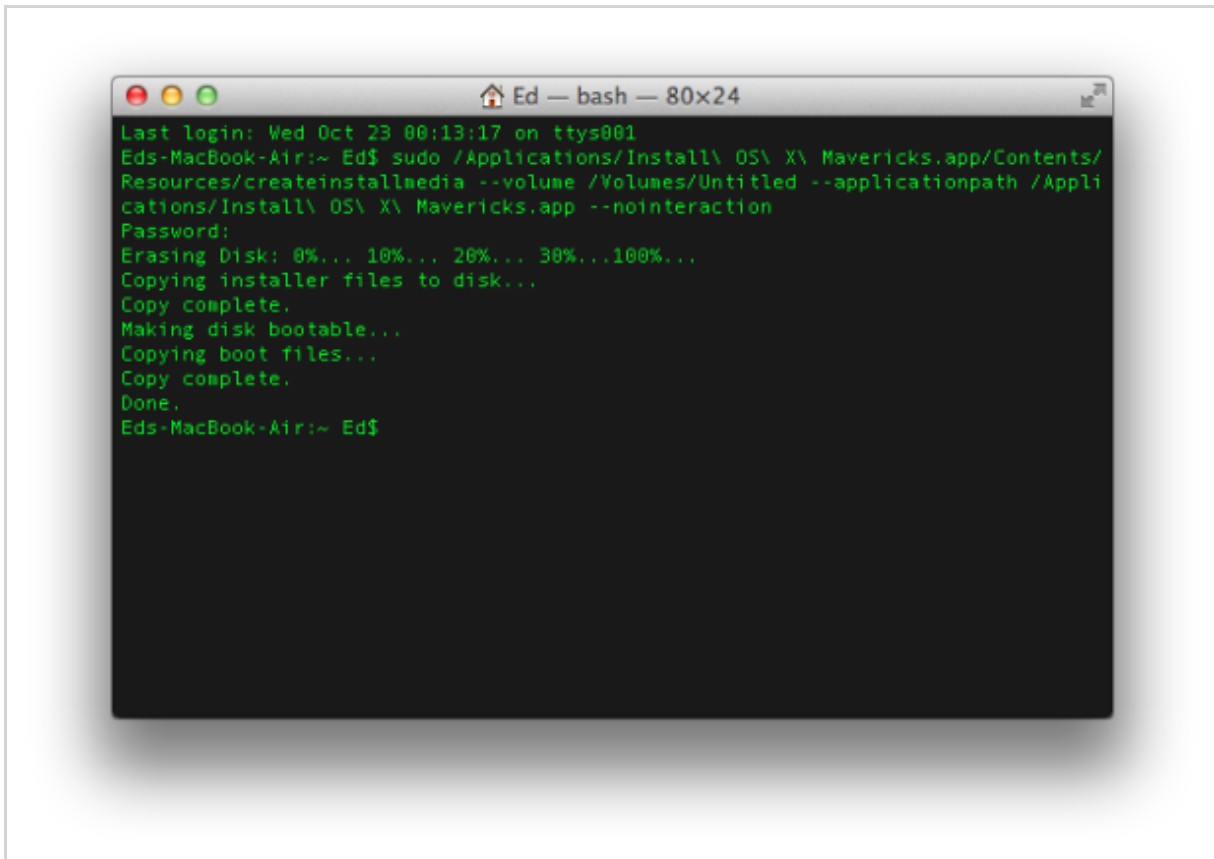 Ed — bash — 80×24
Last login: Wed Oct 23 00:13:17 on ttys001
Eds-MacBook-Air:~ Ed$ sudo /Applications/Install\ OS\ X\ Mavericks.app/Contents/
Resources/createinstallmedia --volume /Volumes/Untitled --applicationpath /Appli
cations/Install\ OS\ X\ Mavericks.app --nointeraction
Password:
Erasing Disk: 0%... 10%... 20%... 30%...100%...
Copying installer files to disk...
Copy complete.
Making disk bootable...
Copying boot files...
Copy complete.
Done.
Eds-MacBook-Air:~ Ed$